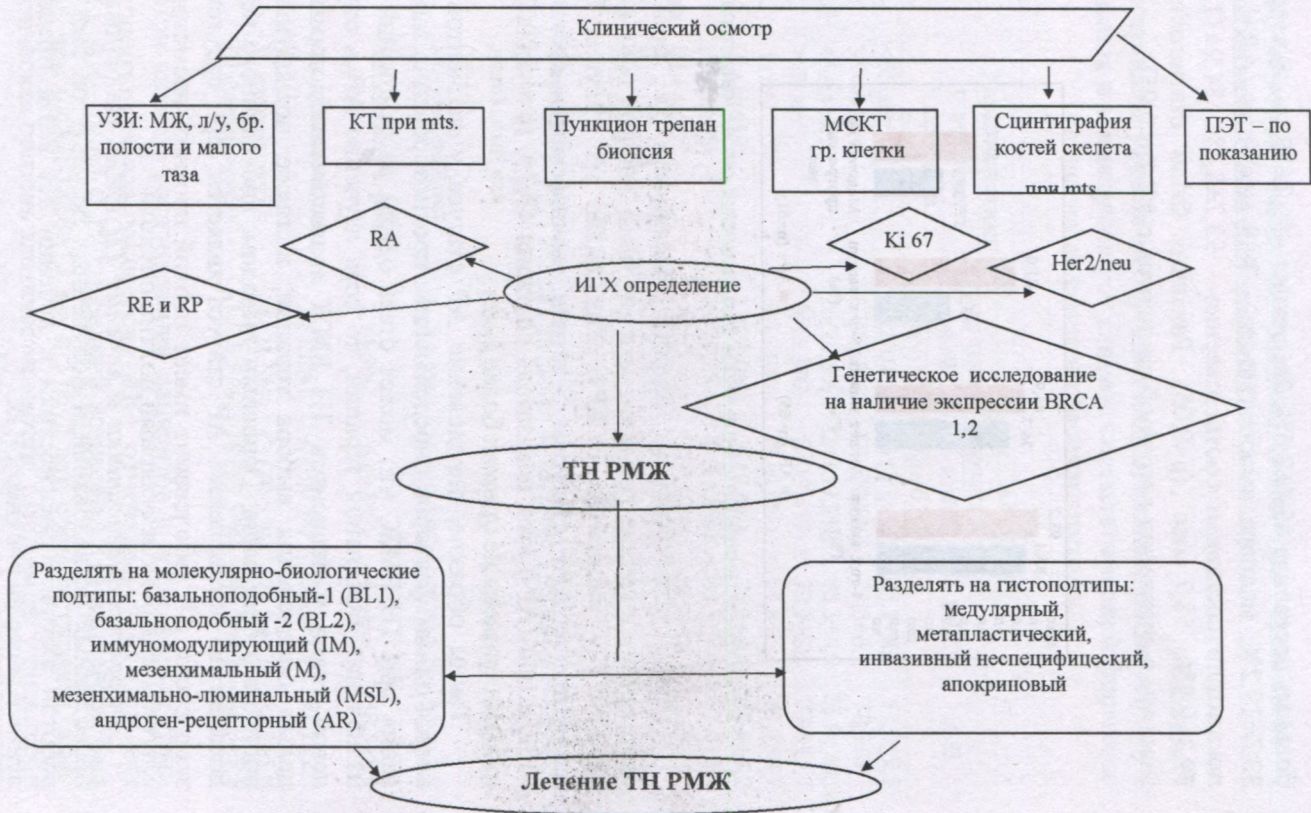 Клинический осмотр
УЗИ: МЖ, л/у, бр.
полости и малого
таза
КТ при mts.
Пункцион трепан
биопсия
МСКТ
гр. клетки
Сцинтиграфия
костей скелета
при mts
ПЭТ – по
показанию
RA
Ki 67
Her2/neu
RE и RP
ИГХ определение
Генетическое исследование
на наличие экспрессии BRCA
1,2
ТН РМЖ
Разделять на молекулярно-биологические
подтипы: базальноподобный-1 (BL1),
базальноподобный -2 (BL2),
иммуномодулирующий (IM),
мезенхимальный (М),
мезенхимально-люминальный (MSL),
андроген-рецепторный (AR)
Разделять на гистоподтипы:
медулярный,
метапластический,
инвазивный неспецифицеский,
апокриновый
Лечение ТН РМЖ